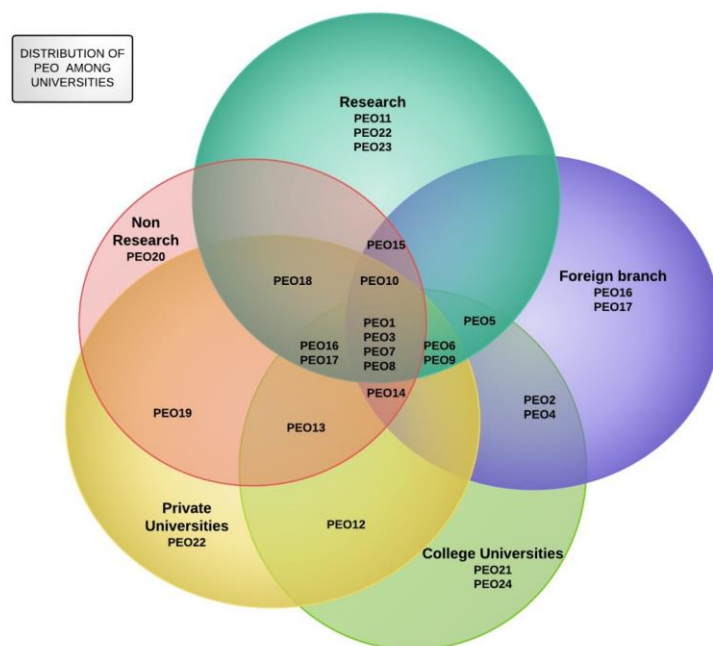 DISTRIBUTION OF
PEO AMONG
UNIVERSITIES
Research
PEO11
PEO22
PEO23
Non
Research
PEO20
PEO15
PEO18
PEO10
Foreign branch
PEO16
PEO17
PEO1
PEO3
PEO7
PEO8
PEO5
PEO16
PEO17
PEO6
PEO9
PEO14
PEO2
PEO4
PEO19
PEO13
Private
Universities
PEO22
PEO12
College Universities
PEO21
PEO24